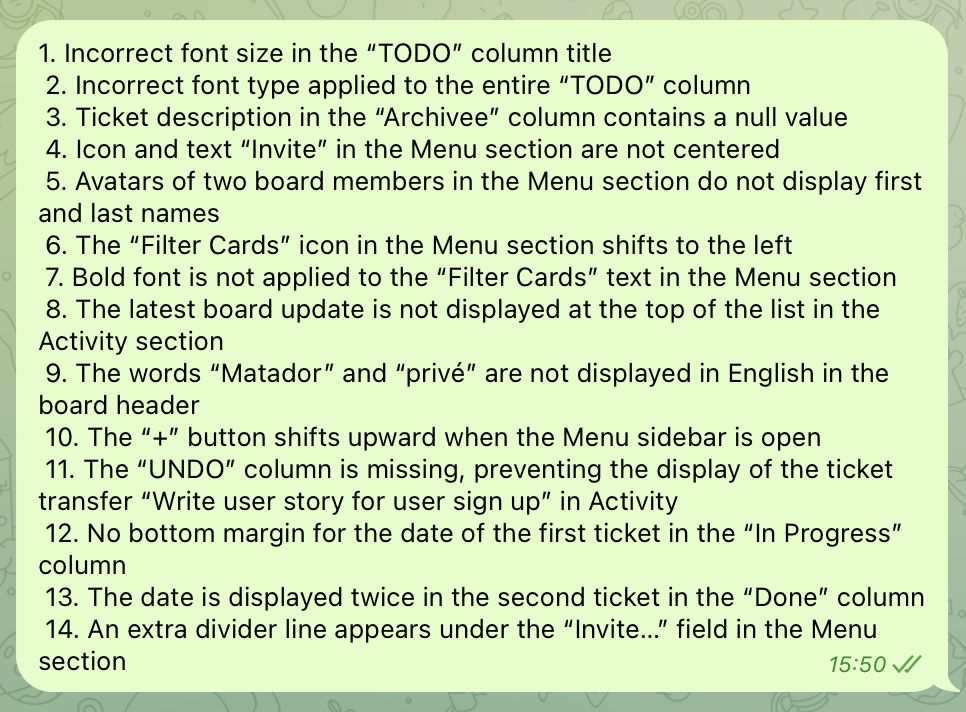 1. Incorrect font size in the “TODO” column title
2. Incorrect font type applied to the entire “TODO” column
3. Ticket description in the “Archivee” column contains a null value
4. Icon and text “Invite” in the Menu section are not centered
5. Avatars of two board members in the Menu section do not display first
and last names
6. The “Filter Cards” icon in the Menu section shifts to the left
7. Bold font is not applied to the “Filter Cards” text in the Menu section
8. The latest board update is not displayed at the top of the list in the
Activity section
9. The words “Matador” and “privé” are not displayed in English in the
board header
10. The “+” button shifts upward when the Menu sidebar is open
11. The “UNDO” column is missing, preventing the display of the ticket
transfer “Write user story for user sign up” in Activity
12. No bottom margin for the date of the first ticket in the “In Progress”
column
13. The date is displayed twice in the second ticket in the “Done” column
14. An extra divider line appears under the “Invite…” field in the Menu
section
15:50